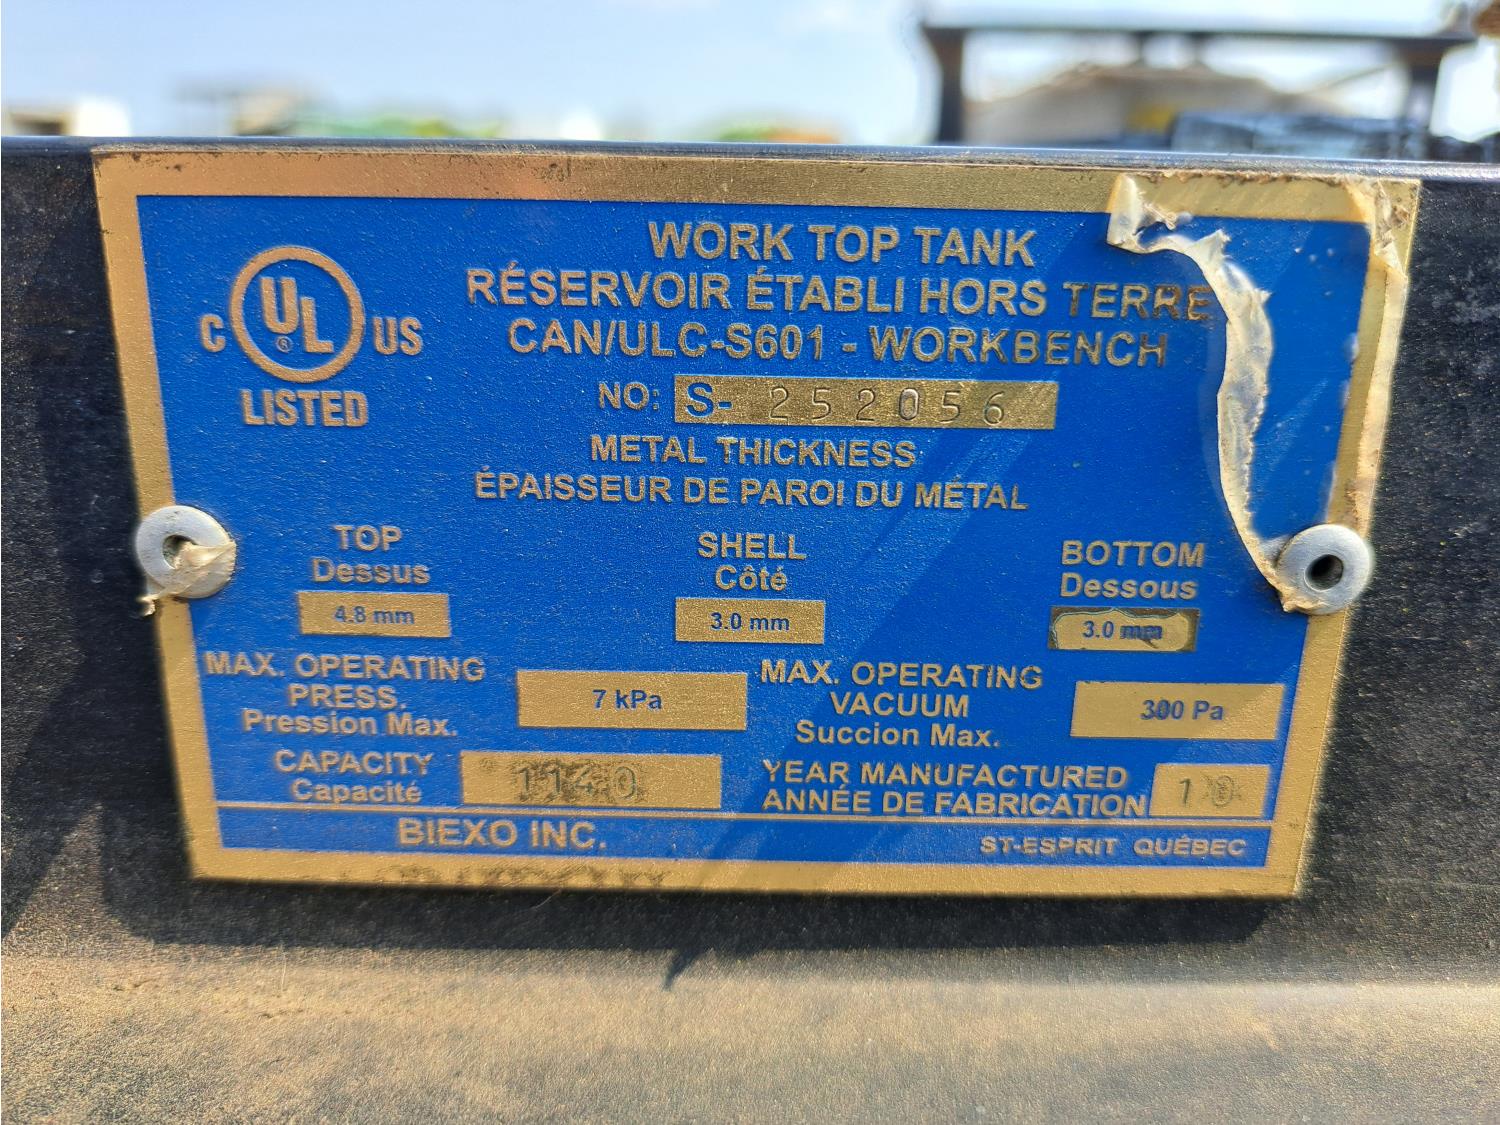 WORK TOP TANK
RÉSERVOIR ÉTABLI HORS TERRE
CAN/ULC-S601 - WORKBENCH
C UL ® US
LISTED
NO: S- 252056
METAL THICKNESS
ÉPAISSEUR DE PAROI DU MÉTAL
TOP SHELL BOTTOM
Dessus Côté Dessous
4.8 mm 3.0 mm 3.0 mm
MAX. OPERATING
PRESS.
Pression Max.
7 kPa
MAX. OPERATING
VACUUM
Succion Max.
300 Pa
CAPACITY
Capacité
1140
YEAR MANUFACTURED
ANNÉE DE FABRICATION
10
BIEXO INC. ST-ESPRIT QUÉBEC